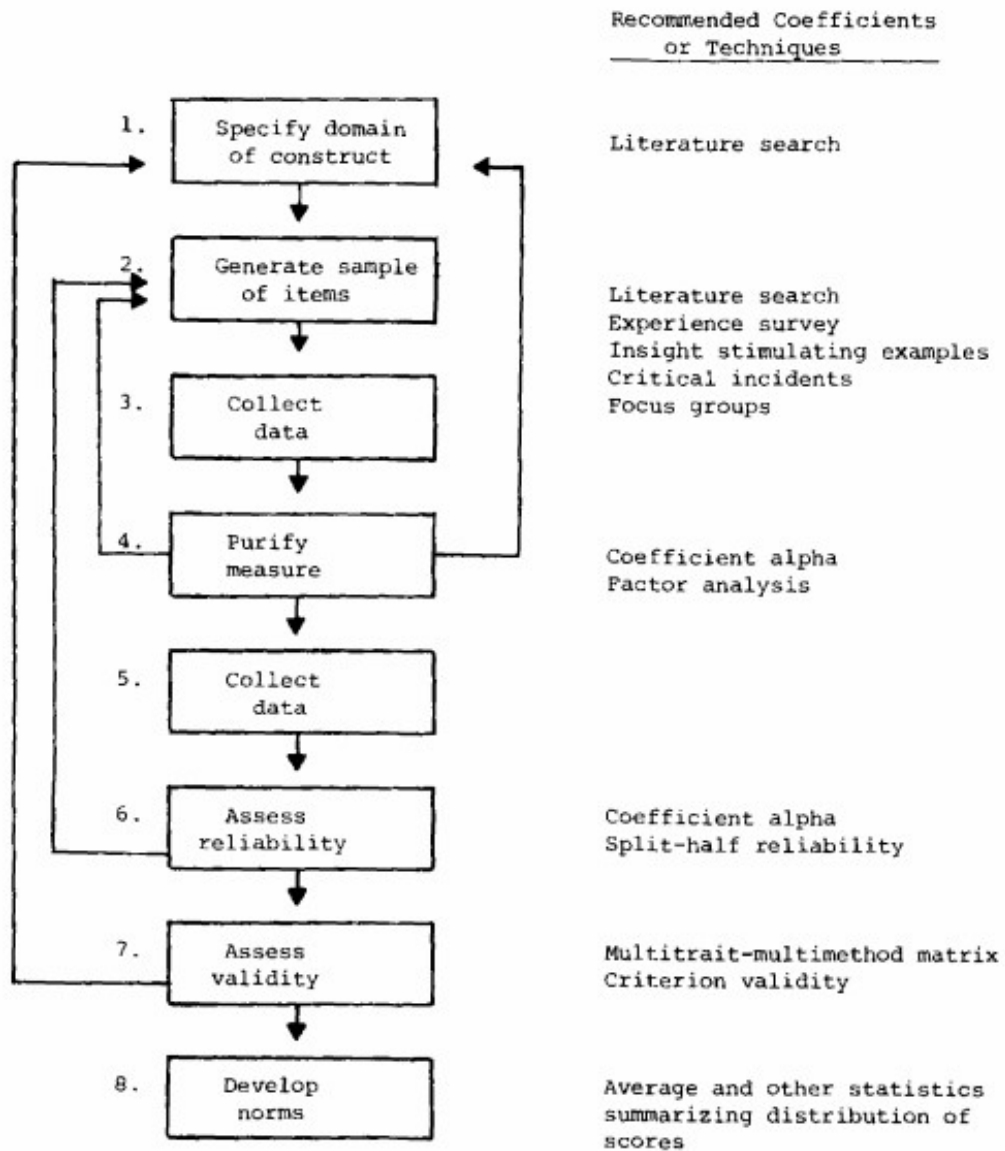 Recommended Coefficients
or Techniques
1.
Specify domain
of construct
Literature search
2.
Generate sample
of items
Literature search
Experience survey
Insight stimulating examples
Critical incidents
Focus groups
3.
Collect
data
4.
Purify
measure
Coefficient alpha
Factor analysis
5.
Collect
data
6.
Assess
reliability
Coefficient alpha
Split-half reliability
7.
Assess
validity
Multitrait-multimethod matrix
Criterion validity
8.
Develop
norms
Average and other statistics
summarizing distribution of
scores